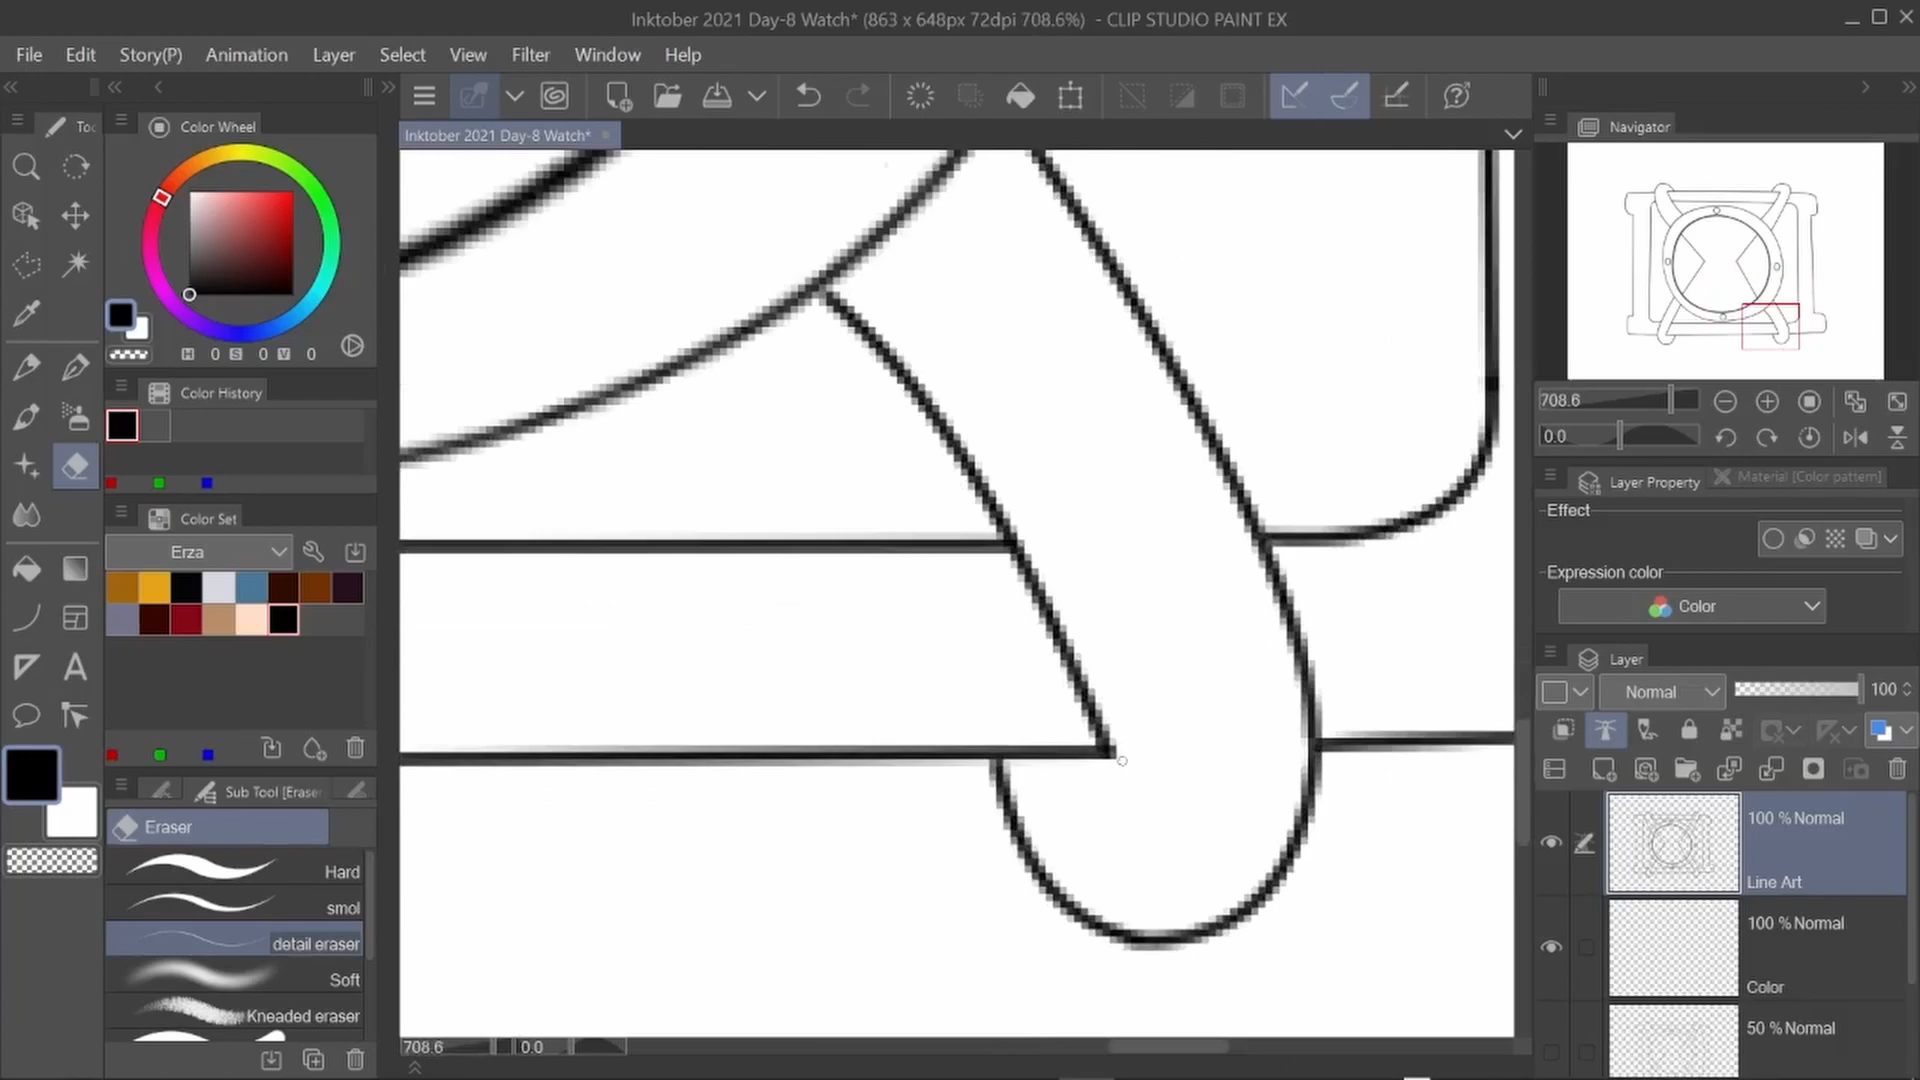 Inktober 2021 Day-8 Watch* (863 x 648px 72dpi 708.6%) - CLIP STUDIO PAINT EX
File Edit Story(P) Animation Layer Select View Filter Window Help
Inktober 2021 Day-8 Watch*
Color Wheel
H 0 S 0 V 0
Color History
Color Set
Erza
Sub Tool [Eraser
Eraser
Hard
smol
detail eraser
Soft
Kneaded eraser
708.6 0.0
Navigator
708.6
0.0
Layer Property Material [Color pattern]
Effect
Expression color
Color
Layer
Normal 100
100 % Normal
Line Art
100 % Normal
Color
50 % Normal